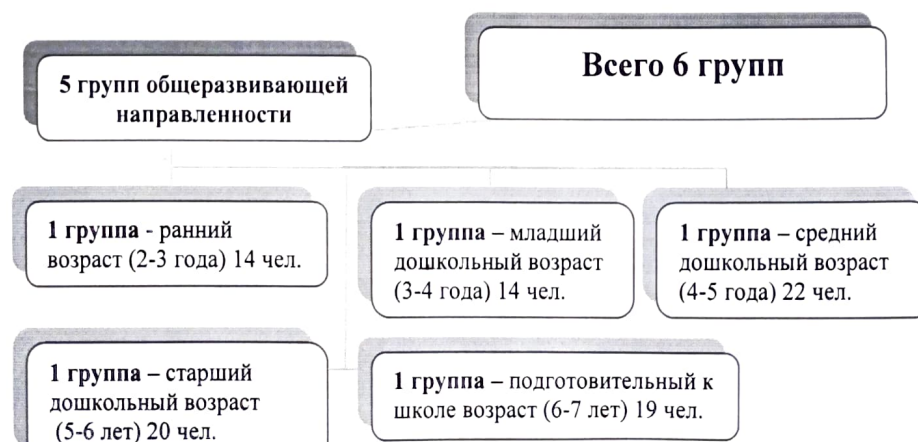 5 групп общеразвивающей
направленности
Всего 6 групп
1 группа - ранний
возраст (2-3 года) 14 чел.
1 группа – младший
дошкольный возраст
(3-4 года) 14 чел.
1 группа – средний
дошкольный возраст
(4-5 года) 22 чел.
1 группа – старший
дошкольный возраст
(5-6 лет) 20 чел.
1 группа – подготовительный к
школе возраст (6-7 лет) 19 чел.